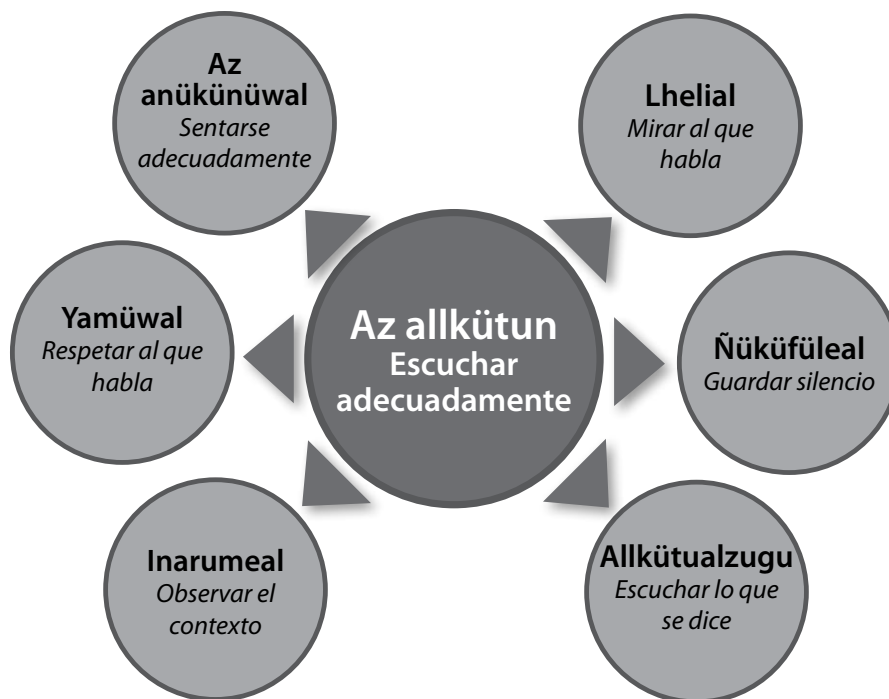 Az
anükünüwal
Sentarse
adecuadamente
Lhelial
Mirar al que
habla
Yamüwal
Respetar al que
habla
Az allkütun
Escuchar
adecuadamente
Ñüküfüleal
Guardar silencio
Inarumeal
Observar el
contexto
Allkütualzugu
Escuchar lo que
se dice